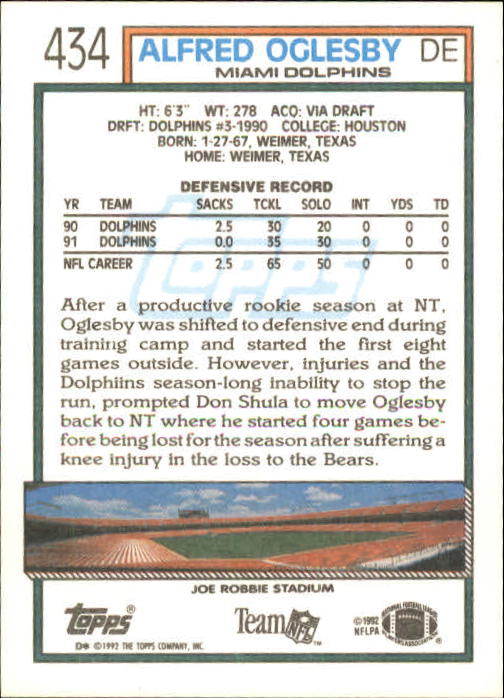 434 ALFRED OGLESBY DE
MIAMI DOLPHINS
HT: 6'3" WT: 278 ACQ: VIA DRAFT
DRFT: DOLPHINS #3-1990 COLLEGE: HOUSTON
BORN: 1-27-67, WEIMER, TEXAS
HOME: WEIMER, TEXAS
DEFENSIVE RECORD
YR TEAM SACKS TCKL SOLO INT YDS TD
90 DOLPHINS 2.5 30 20 0 0 0
91 DOLPHINS 0.0 35 30 0 0 0
NFL CAREER 2.5 65 50 0 0 0
topps
After a productive rookie season at NT,
Oglesby was shifted to defensive end during
training camp and started the first eight
games outside. However, injuries and the
Dolphiins season-long inability to stop the
run, prompted Don Shula to move Oglesby
back to NT where he started four games be-
fore being lost for the season after suffering a
knee injury in the loss to the Bears.
JOE ROBBIE STADIUM
topps®
Team NFL™
©1992
NFLPA
NATIONAL FOOTBALL LEAGUE
PLAYERS ASSOCIATION
D* ©1992 THE TOPPS COMPANY, INC.